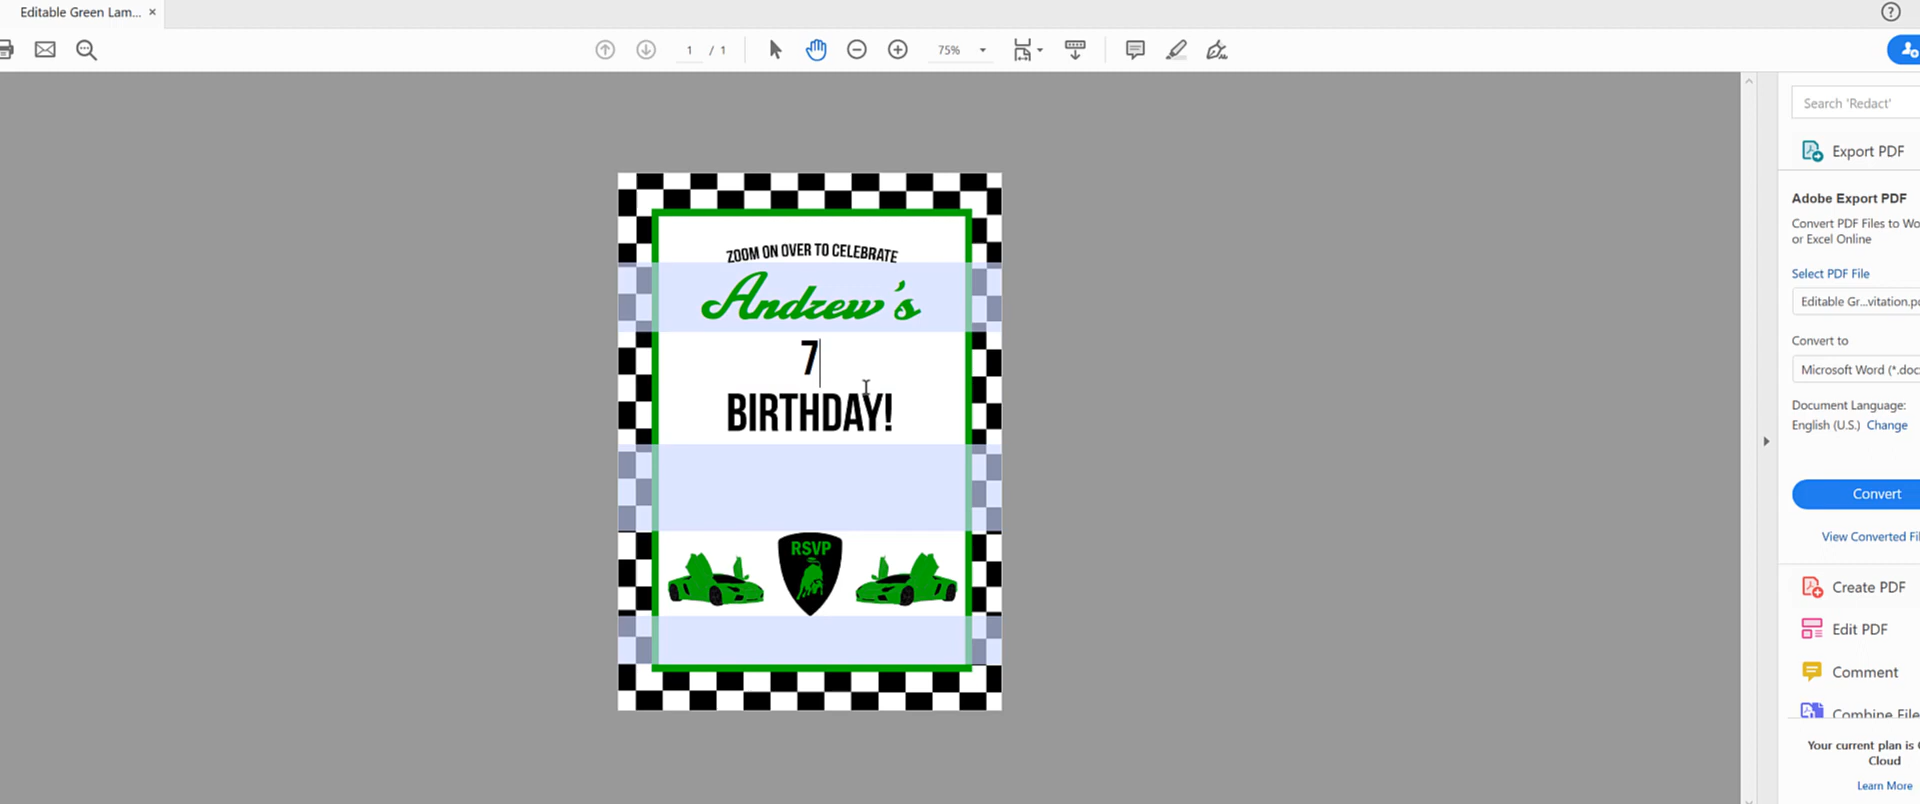 Editable Green Lam... ×
?
1 / 1
75%
Search 'Redact'
Export PDF
Adobe Export PDF
Convert PDF Files to Wo
or Excel Online
Select PDF File
Editable Gr...vitation.p
Convert to
Microsoft Word (*.doc
Document Language:
English (U.S.) Change
Convert
View Converted Fil
Create PDF
Edit PDF
Comment
Combine File
Your current plan is
Cloud
Learn More
ZOOM ON OVER TO CELEBRATE
Andrew's
7
BIRTHDAY!
RSVP